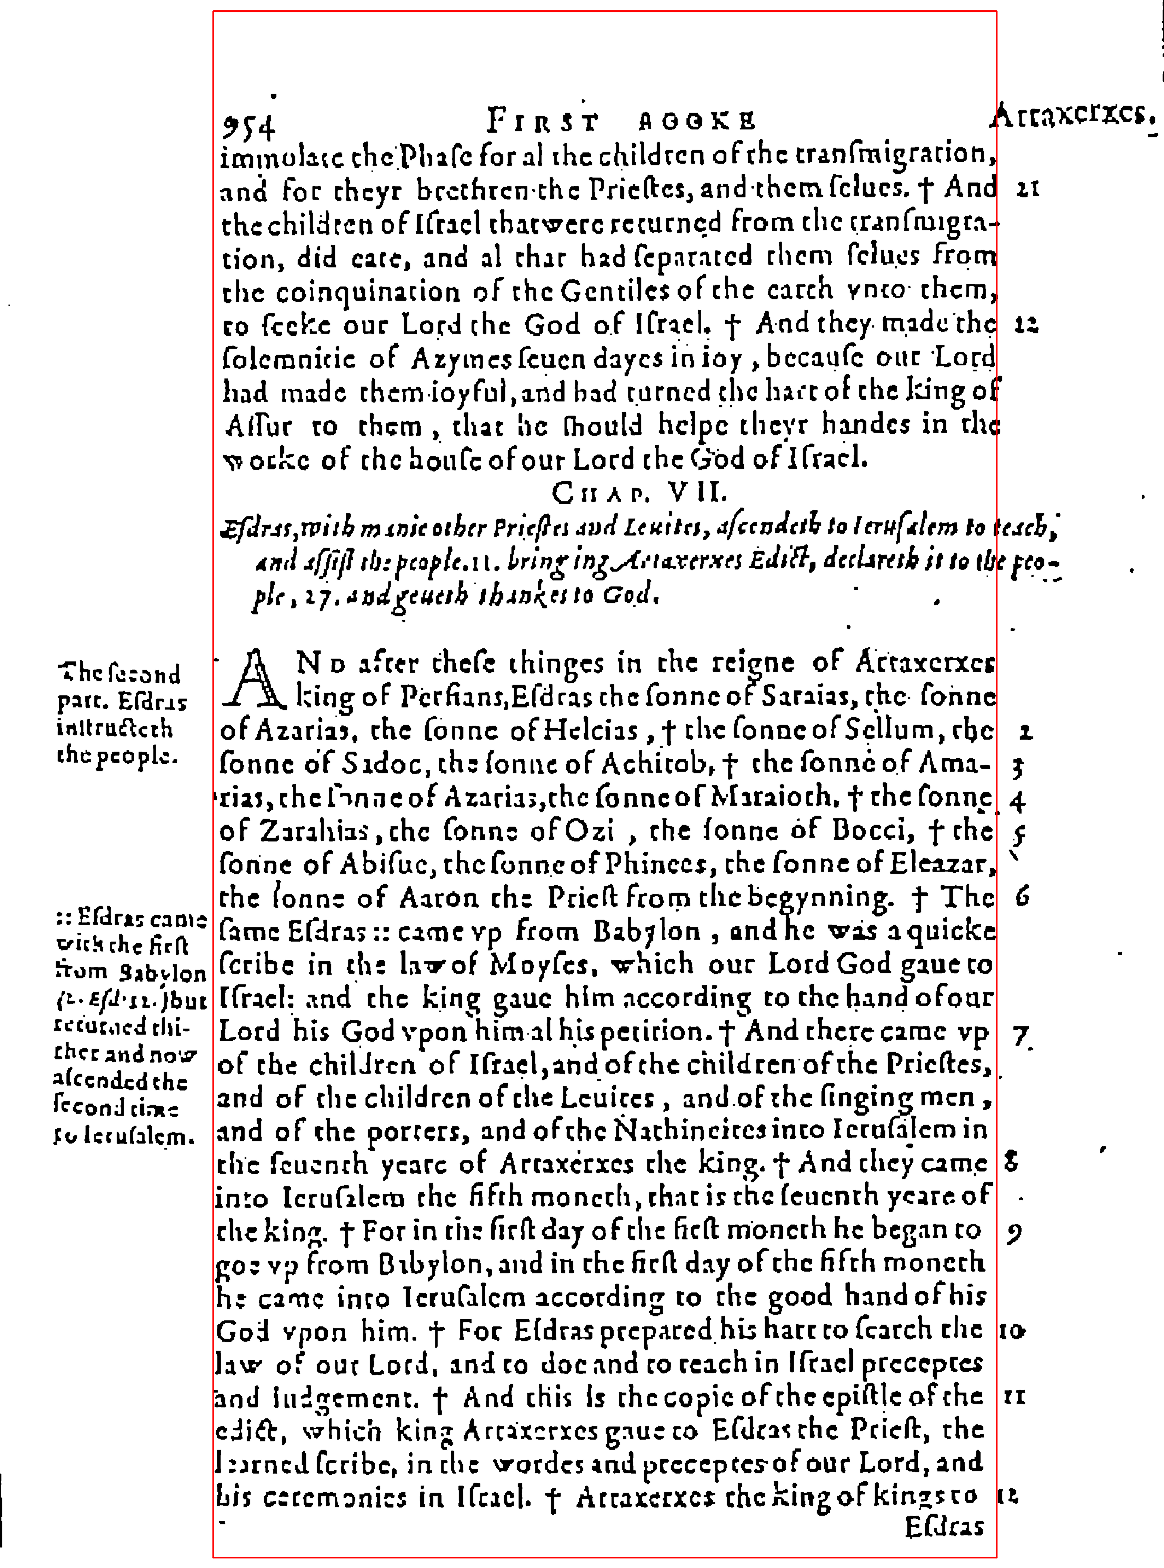 954 FIRST BOOKE Artaxerxes.
immolate the Phaſe for al the children of the tranſmigration,
and for theyr brethren the Prieſtes, and them ſelues. † And 21
the children of Iſrael that were returned from the tranſmigra-
tion, did eate, and al that had ſeparated them ſelues from
the coinquination of the Gentiles of the earth vnto them,
to ſeeke our Lord the God of Iſrael. † And they made the 22
ſolemnitie of Azymes ſeuen dayes in ioy, becauſe our Lord
had made them ioyful, and had turned the hart of the king of
Aſſur to them, that he ſhould helpe theyr handes in the
worke of the houſe of our Lord the God of Iſrael.
CHAP. VII.
Eſdras, with manie other Prieſtes and Leuites, aſcendeth to Ieruſalem to teach,
and aſſiſt the people. 11. bringing Artaxerxes Edict, declareth it to the peo-
ple, 27. and geueth thankes to God.
The ſecond
part. Eſdras
inſtructeth
the people.
AND after theſe thinges in the reigne of Artaxerxes
king of Perſians, Eſdras the ſonne of Saraias, the ſonne
of Azarias, the ſonne of Helcias, † the ſonne of Sellum, the 2
ſonne of Sadoc, the ſonne of Achitob, † the ſonne of Ama- 3
rias, the ſonne of Azarias, the ſonne of Maraioth, † the ſonne 4
of Zarahias, the ſonne of Ozi, the ſonne of Bocci, † the 5
ſonne of Abiſue, the ſonne of Phinees, the ſonne of Eleazar,
the ſonne of Aaron the Prieſt from the begynning. † The 6
ſame Eſdras :: came vp from Babylon, and he was a quicke
ſcribe in the law of Moyſes, which our Lord God gaue to
Iſrael: and the king gaue him according to the hand of our
Lord his God vpon him al his petition. † And there came vp 7
of the children of Iſrael, and of the children of the Prieſtes,
and of the children of the Leuites, and of the ſinging men,
and of the porters, and of the Nathineites into Ieruſalem in
the ſeuenth yeare of Artaxerxes the king. † And they came 8
into Ieruſalem the fifth moneth, that is the ſeuenth yeare of
the king. † For in the firſt day of the firſt moneth he began to 9
goe vp from Babylon, and in the firſt day of the fifth moneth
he came into Ieruſalem according to the good hand of his
God vpon him. † For Eſdras prepared his hart to ſearch the 10
law of our Lord, and to doe and to teach in Iſrael preceptes
and iudgement. † And this is the copie of the epiſtle of the 11
edict, which king Artaxerxes gaue to Eſdras the Prieſt, the
learned ſcribe, in the wordes and preceptes of our Lord, and
his ceremonies in Iſrael. † Artaxerxes the king of kings to 12
Eſdras
:: Eſdras came
with the firſt
from Babylon
(2. Eſd. 12.) but
returned thi-
ther and now
aſcended the
ſecond time
to Ieruſalem.